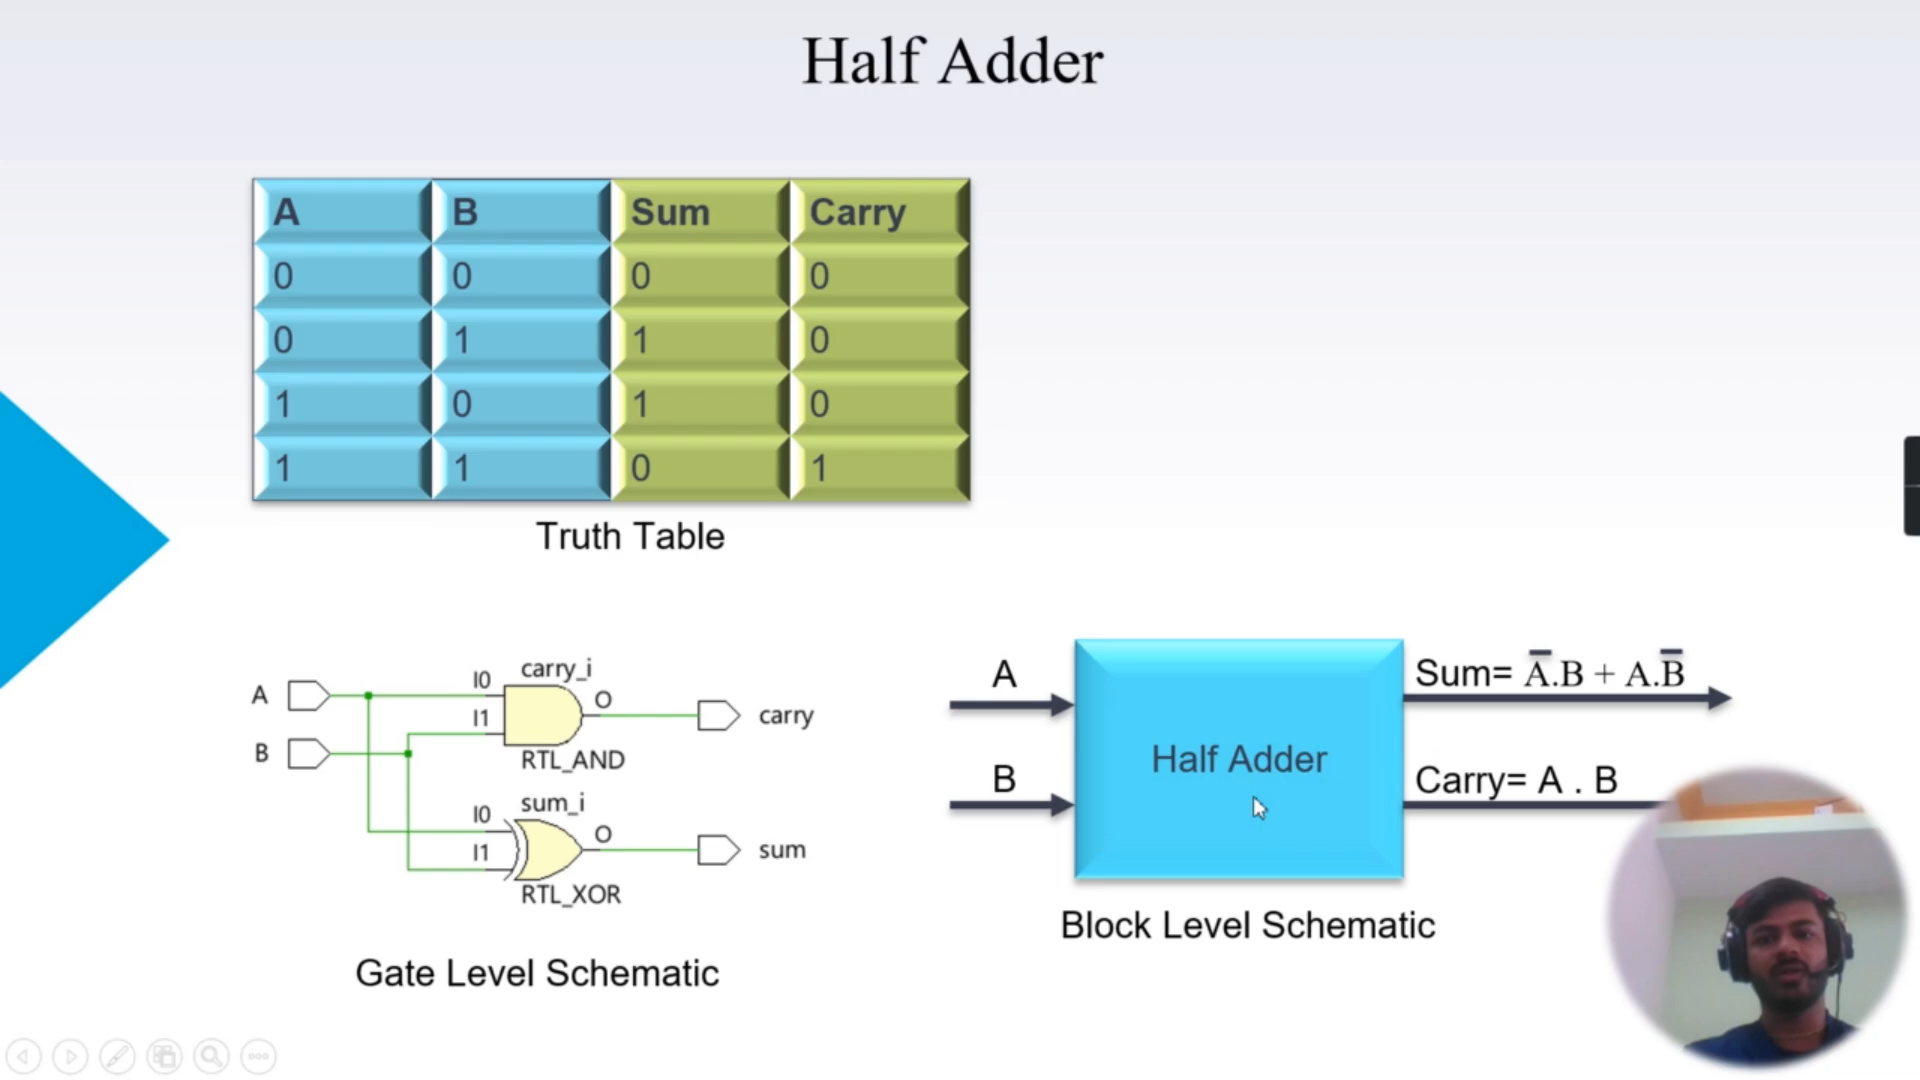 Half Adder
A B Sum Carry
0 0 0 0
0 1 1 0
1 0 1 0
1 1 0 1
Truth Table
A
B
I0
I1
carry_i
O
RTL_AND
carry
I0
I1
sum_i
O
RTL_XOR
sum
Gate Level Schematic
A
B
Half Adder
Sum= A̅.B + A.B̅
Carry= A . B
Block Level Schematic